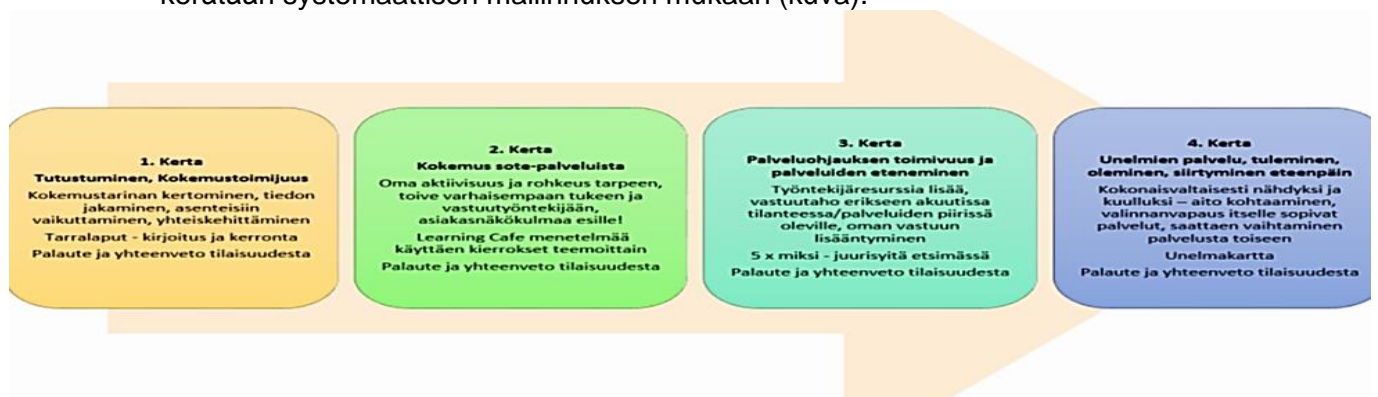 kerätään systemaattisen mallinnuksen mukaan (kuva).
1. Kerta
Tutustuminen, Kokemustoimijuus
Kokemustarinan kertominen, tiedon
jakaminen, asenteisiin
vaikuttaminen, yhteiskehittäminen
Tarralaput - kirjoitus ja kerronta
Palaute ja yhteenveto tilaisuudesta
2. Kerta
Kokemus sote-palveluista
Oma aktiivisuus ja rohkeus tarpeen,
toive varhaisempaan tukeen ja
vastuutyöntekijään,
asiakasnäkökulmaa esille!
Learning Cafe menetelmää
käyttäen kierrokset teemoittain
Palaute ja yhteenveto tilaisuudesta
3. Kerta
Palveluohjauksen toimivuus ja
palveluiden eteneminen
Työntekijäresurssia lisää,
vastuutaho erikseen akuutissa
tilanteessa/palveluiden piirissä
oleville, oman vastuun
lisääntyminen
5 x miksi - juurisyitä etsimässä
Palaute ja yhteenveto tilaisuudesta
4. Kerta
Unelmien palvelu, tuleminen,
oleminen, siirtyminen eteenpäin
Kokonaisvaltaisesti nähdyksi ja
kuulluksi – aito kohtaaminen,
valinnanvapaus itselle sopivat
palvelut, saattaen vaihtaminen
palvelusta toiseen
Unelmakartta
Palaute ja yhteenveto tilaisuudesta